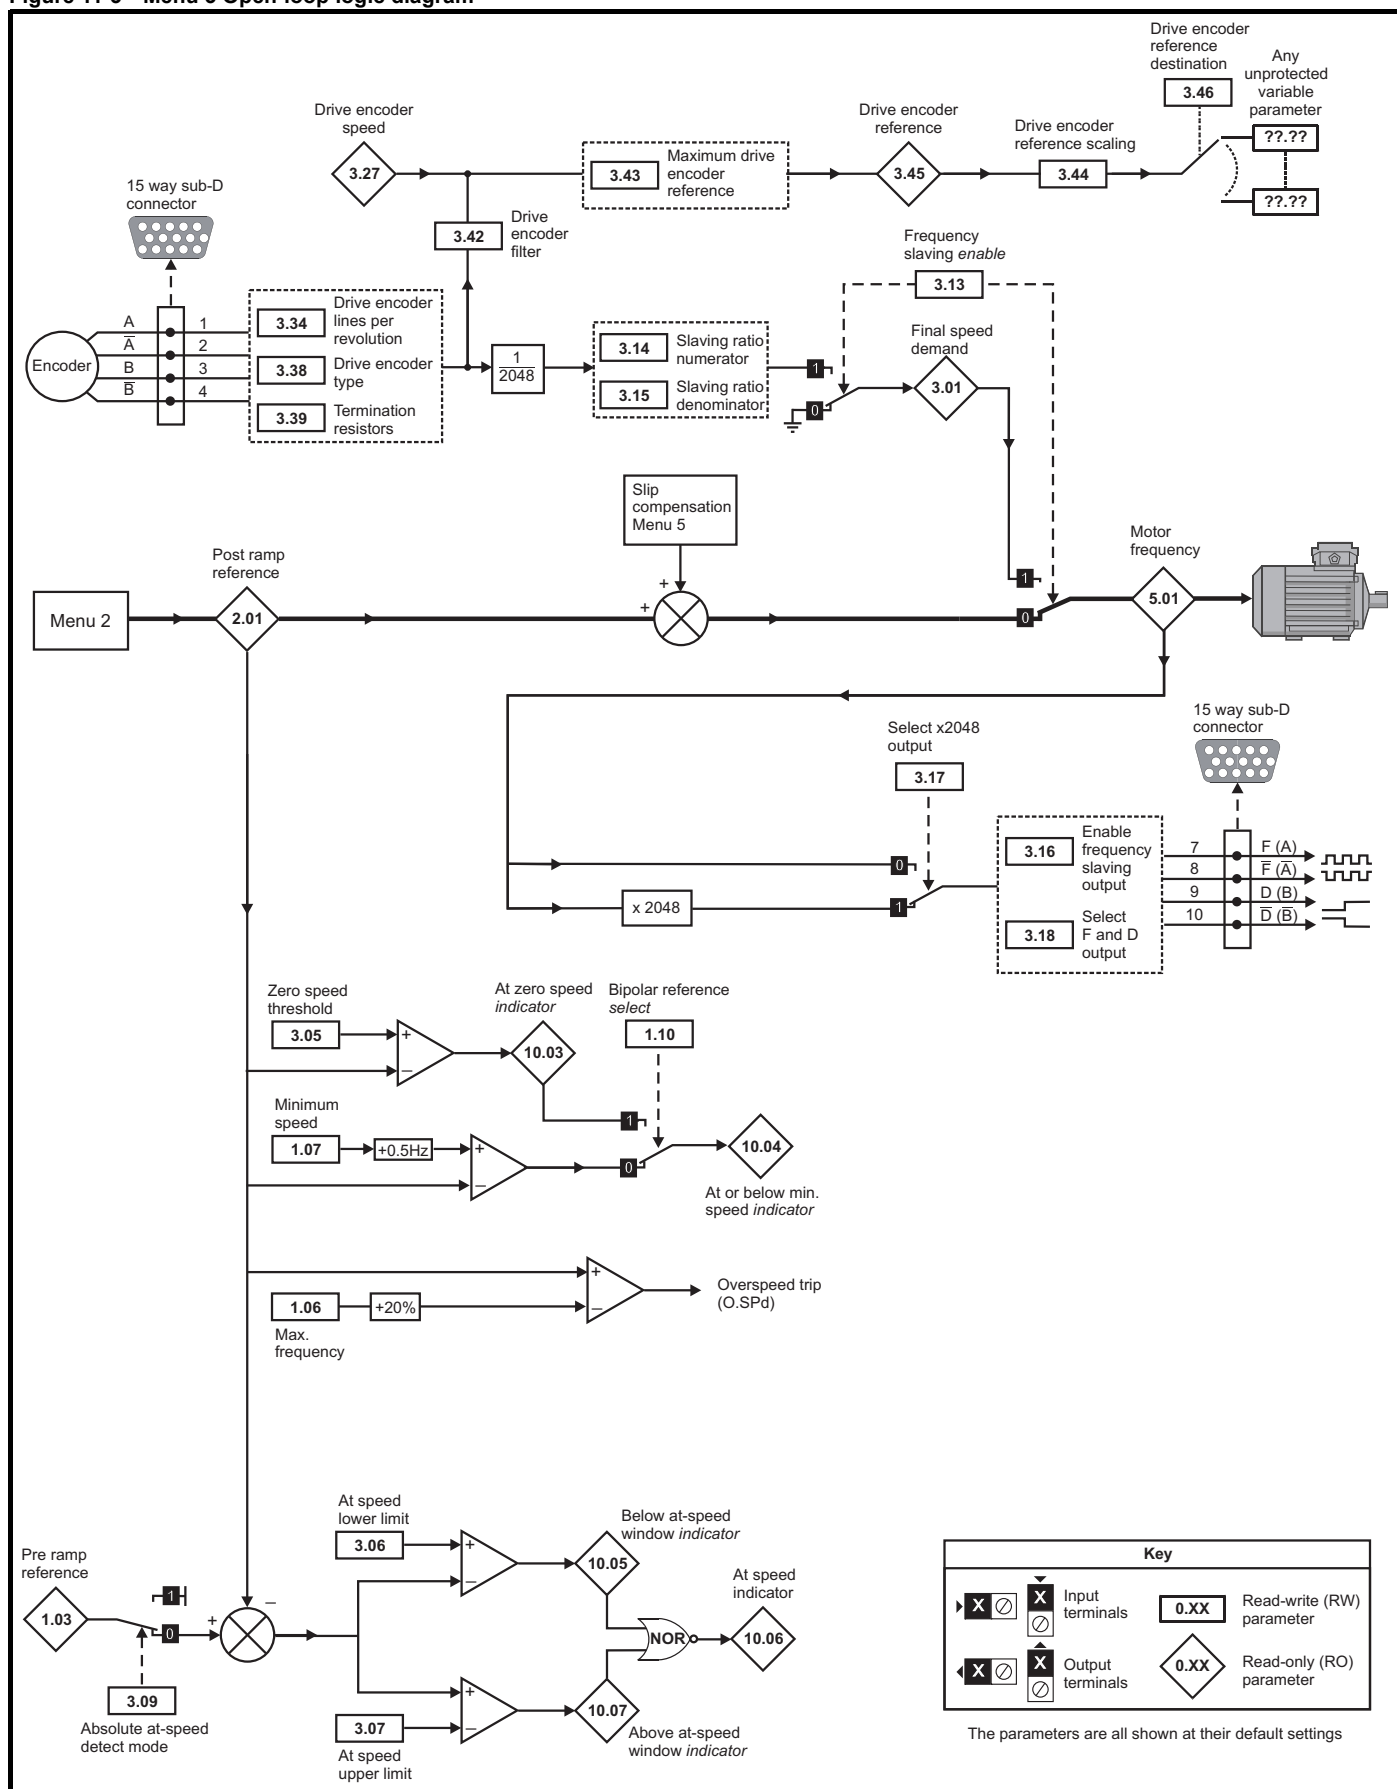 Figure 11-5 Menu 3 Open-loop logic diagram
Drive encoder
reference
destination
3.46
Any
unprotected
variable
parameter
??.??
??.??
Drive encoder
speed
3.27
3.43
Maximum drive
encoder
reference
Drive encoder
reference
3.45
Drive encoder
reference scaling
3.44
15 way sub-D
connector
3.42
Drive
encoder
filter
Frequency
slaving enable
3.13
Encoder
A
A
B
B
1
2
3
4
3.34
Drive encoder
lines per
revolution
3.38
Drive encoder
type
3.39
Termination
resistors
1
2048
3.14
Slaving ratio
numerator
3.15
Slaving ratio
denominator
1
0
Final speed
demand
3.01
Slip
compensation
Menu 5
Menu 2
Post ramp
reference
2.01
+
+
1
0
Motor
frequency
5.01
Select x2048
output
3.17
15 way sub-D
connector
0
x 2048
1
3.16
Enable
frequency
slaving
output
3.18
Select
F and D
output
7
F (A)
8
F (A)
9
D (B)
10
D (B)
Zero speed
threshold
3.05
+
–
At zero speed
indicator
10.03
Bipolar reference
select
1.10
1
Minimum
speed
1.07
+0.5Hz
+
–
0
10.04
At or below min.
speed indicator
+
–
Overspeed trip
(O.SPd)
1.06
+20%
Max.
frequency
Pre ramp
reference
1.03
1
0
+
–
3.09
Absolute at-speed
detect mode
At speed
lower limit
3.06
+
–
Below at-speed
window indicator
10.05
At speed
indicator
NOR
10.06
3.07
+
–
At speed
upper limit
10.07
Above at-speed
window indicator
Key
X
X
Input
terminals
0.XX
Read-write (RW)
parameter
X
X
Output
terminals
0.XX
Read-only (RO)
parameter
The parameters are all shown at their default settings